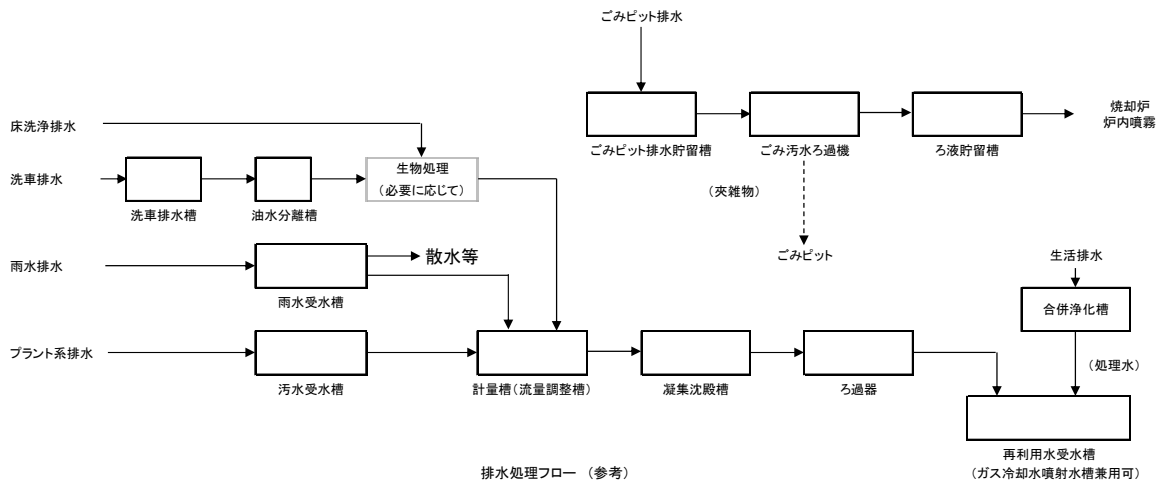 ごみピット排水
焼却炉
炉内噴霧
ごみピット排水貯留槽
ごみ汚水ろ過機
ろ液貯留槽
(夾雑物)
ごみピット
床洗浄排水
洗車排水
生物処理
(必要に応じて)
洗車排水槽
油水分離槽
雨水排水
散水等
雨水受水槽
生活排水
合併浄化槽
(処理水)
プラント系排水
汚水受水槽
計量槽(流量調整槽)
凝集沈殿槽
ろ過器
再利用水受水槽
(ガス冷却水噴射水槽兼用可)
排水処理フロー (参考)